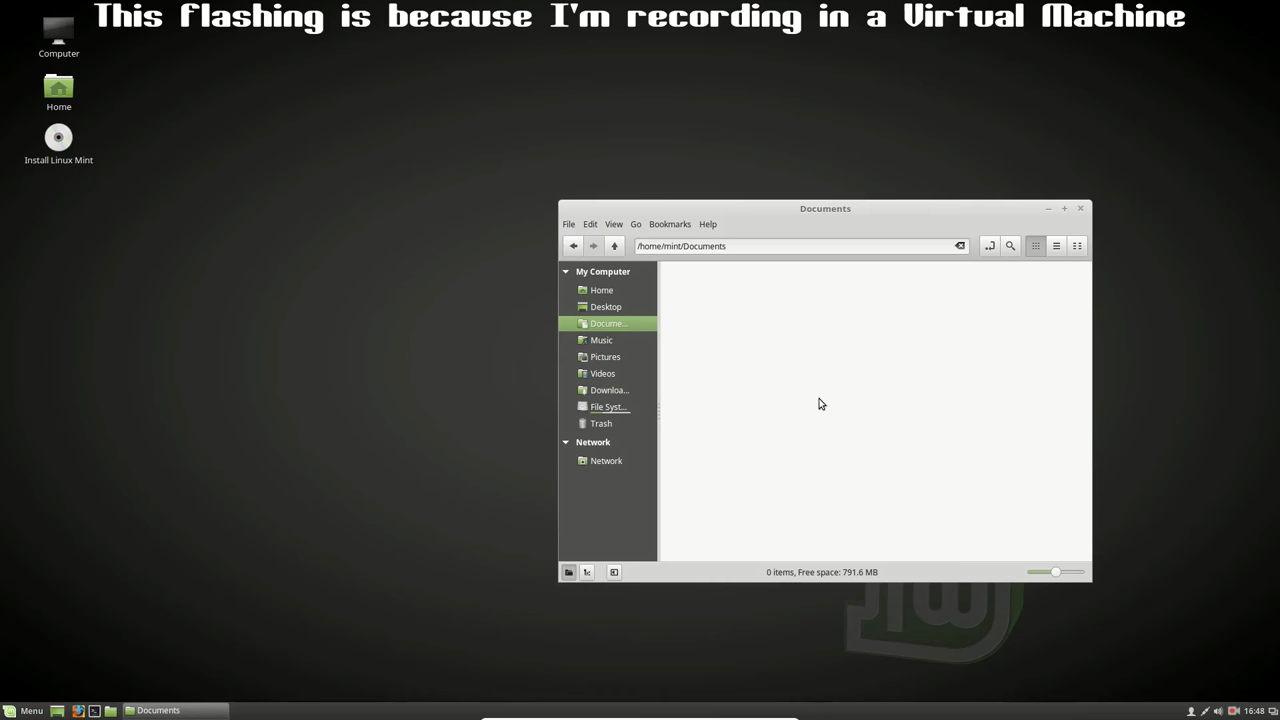 This flashing is because I'm recording in a Virtual Machine
Computer
Home
Install Linux Mint
Documents
File Edit View Go Bookmarks Help
/home/mint/Documents
My Computer
Home
Desktop
Docume...
Music
Pictures
Videos
Downloa...
File Syst...
Trash
Network
Network
0 items, Free space: 791.6 MB
Menu
Documents
16:48